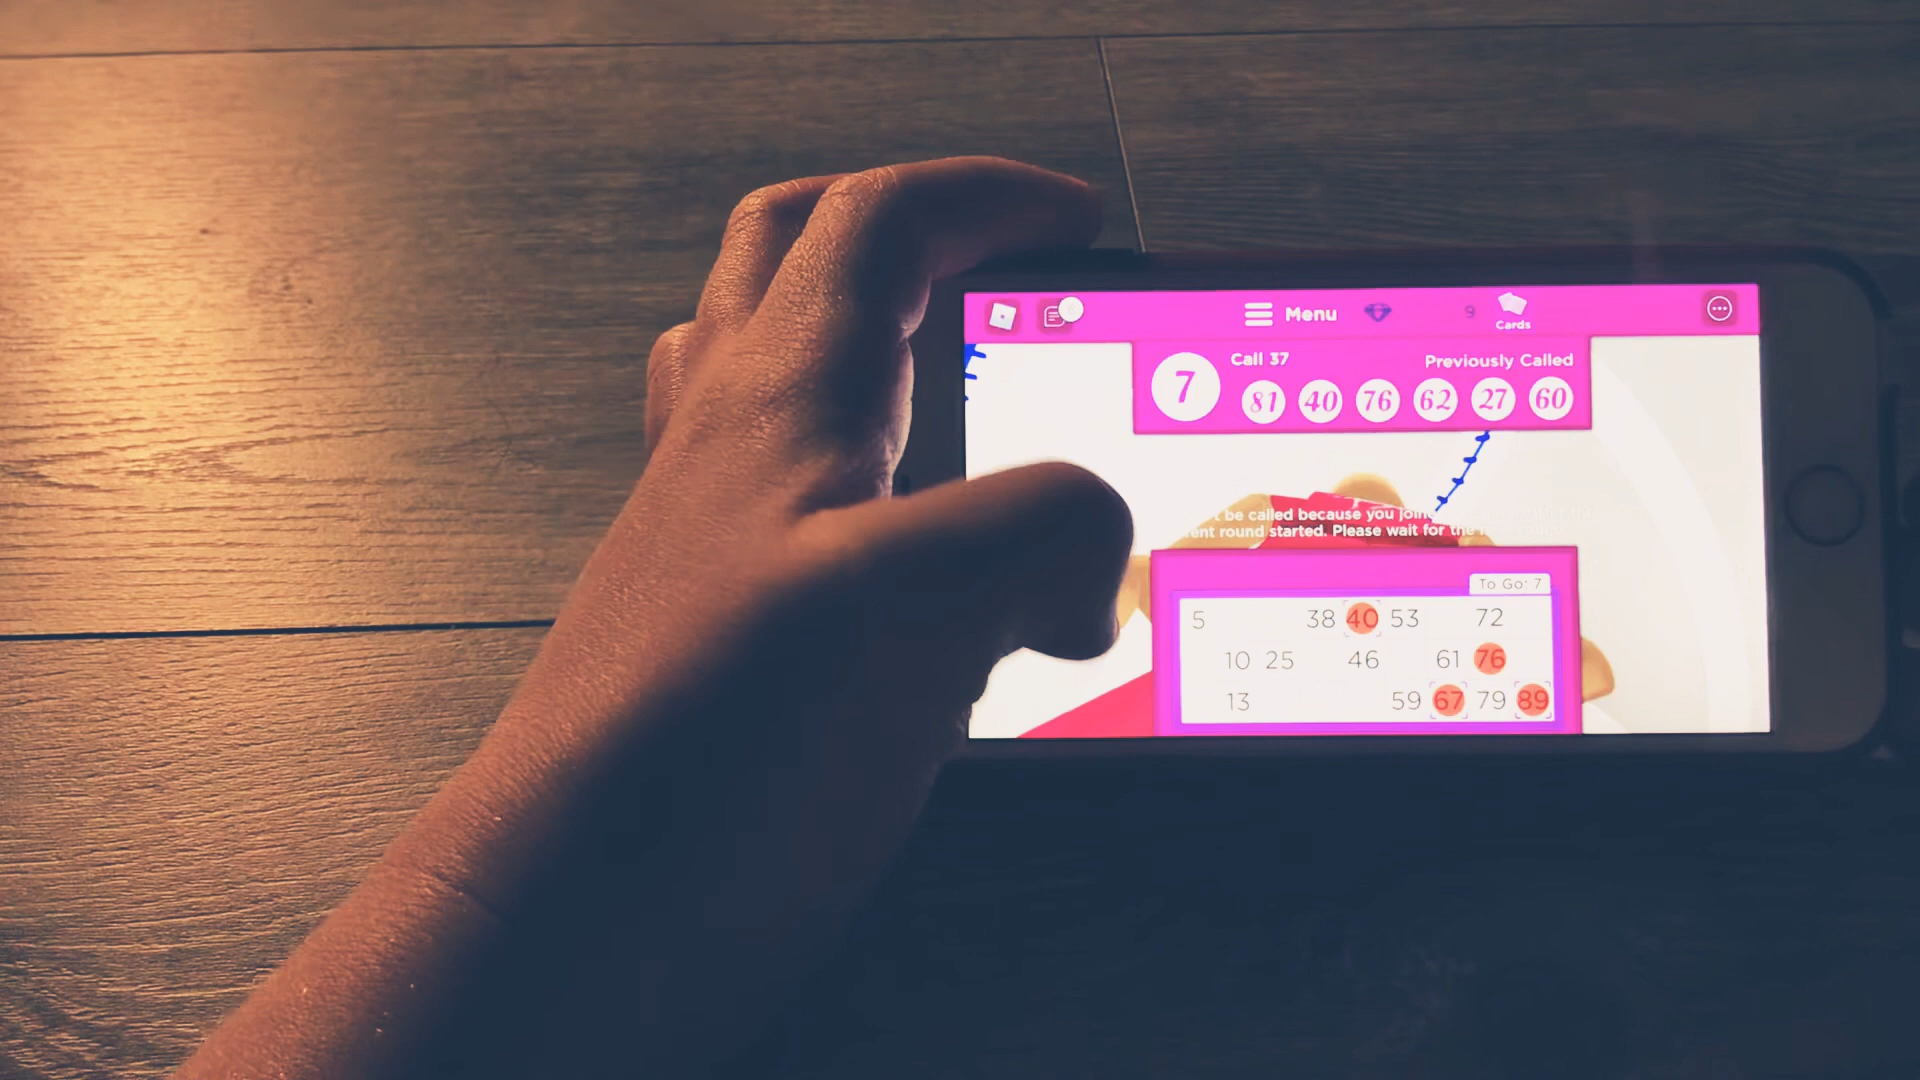 Menu
9
Cards
7
Call 37
Previously Called
81 40 76 62 27 60
be called because you
round started. Please wait for the
To Go: 7
5 38 40 53 72
10 25 46 61 76
13 59 67 79 89